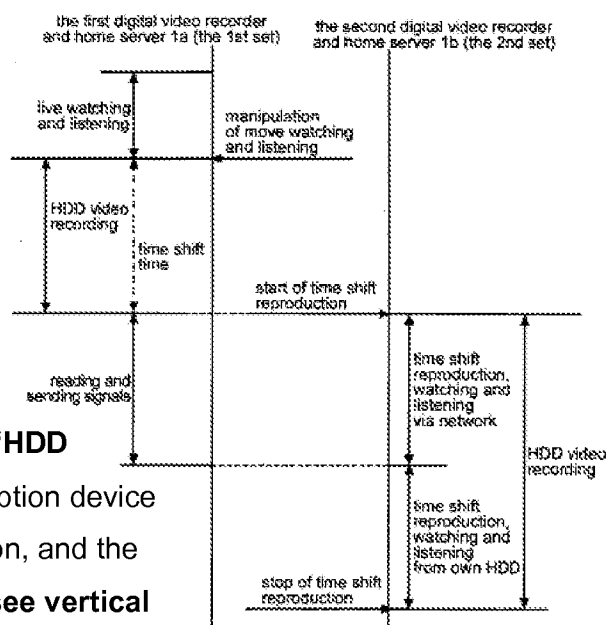 the first digital video recorder
and home server 1a (the 1st set)
the second digital video recorder
and home server 1b (the 2nd set)
live watching
and listening
manipulation
of move watching
and listening
HDD video
recording
time shift
time
start of time shift
reproduction
reading and
sending signals
time shift
reproduction,
watching and
listening
via network
HDD video
recording
time shift
reproduction,
watching and
listening
from own HDD
stop of time shift
reproduction
HDD
ption device
on, and the
see vertical